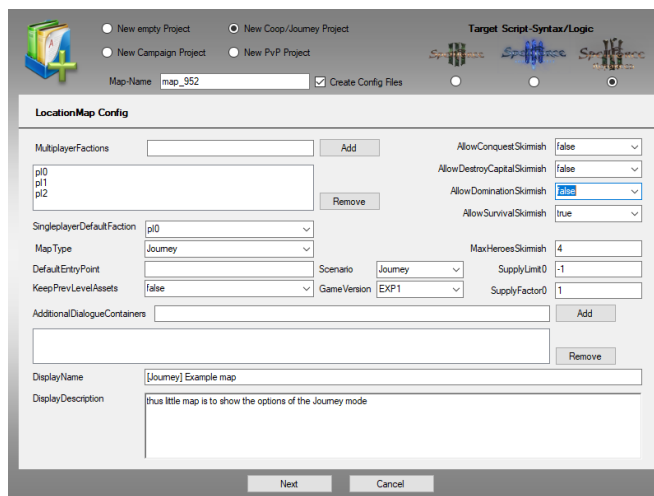 New empty Project New Coop/Journey Project Target Script-Syntax/Logic
New Campaign Project New PvP Project
Map-Name map_952 Create Config Files
LocationMap Config
MultiplayerFactions Add AllowConquestSkirmish false
pl0 AllowDestroyCapitalSkirmish false
pl1
pl2 AllowDominationSkirmish false
Remove
AllowSurvivalSkirmish true
SingleplayerDefaultFaction pl0
MapType Journey MaxHeroesSkirmish 4
DefaultEntryPoint Scenario Journey SupplyLimit0 -1
KeepPrevLevelAssets false GameVersion EXP1 SupplyFactor0 1
AdditionalDialogueContainers Add
Remove
DisplayName [Journey] Example map
DisplayDescription thus little map is to show the options of the Journey mode
Next Cancel